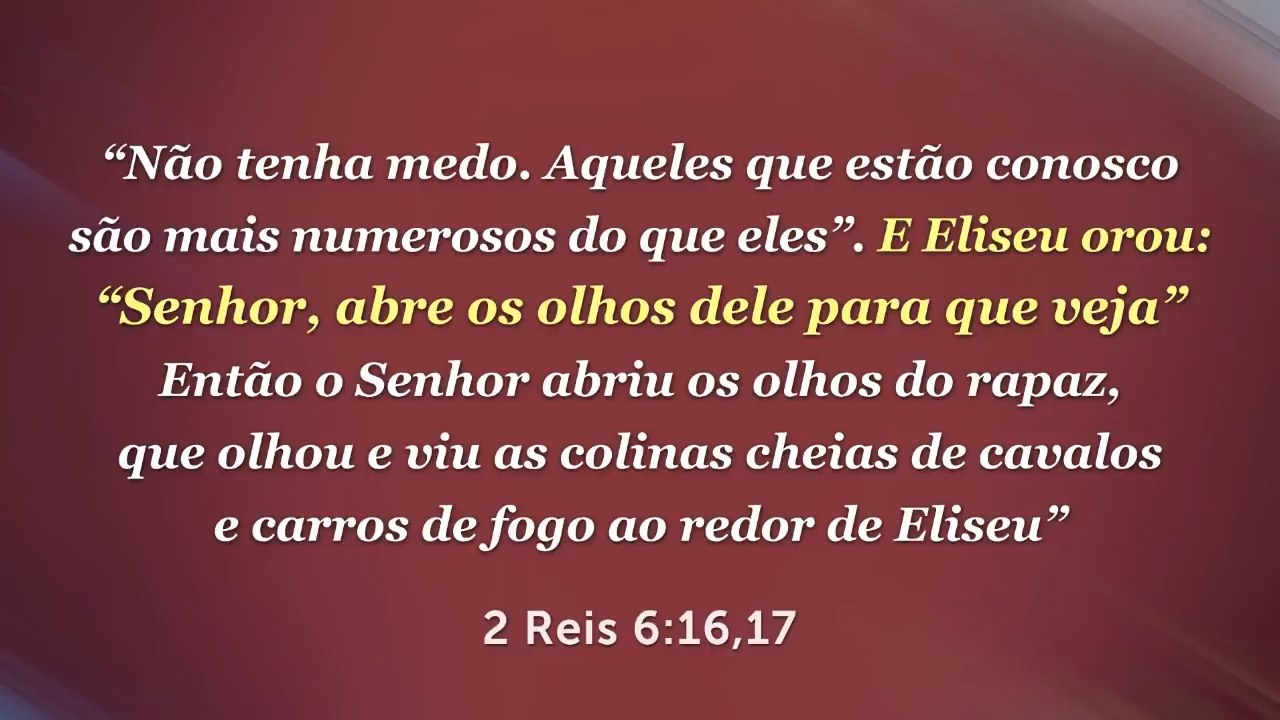 “Não tenha medo. Aqueles que estão conosco
são mais numerosos do que eles”. E Eliseu orou:
“Senhor, abre os olhos dele para que veja”
Então o Senhor abriu os olhos do rapaz,
que olhou e viu as colinas cheias de cavalos
e carros de fogo ao redor de Eliseu”
2 Reis 6:16,17